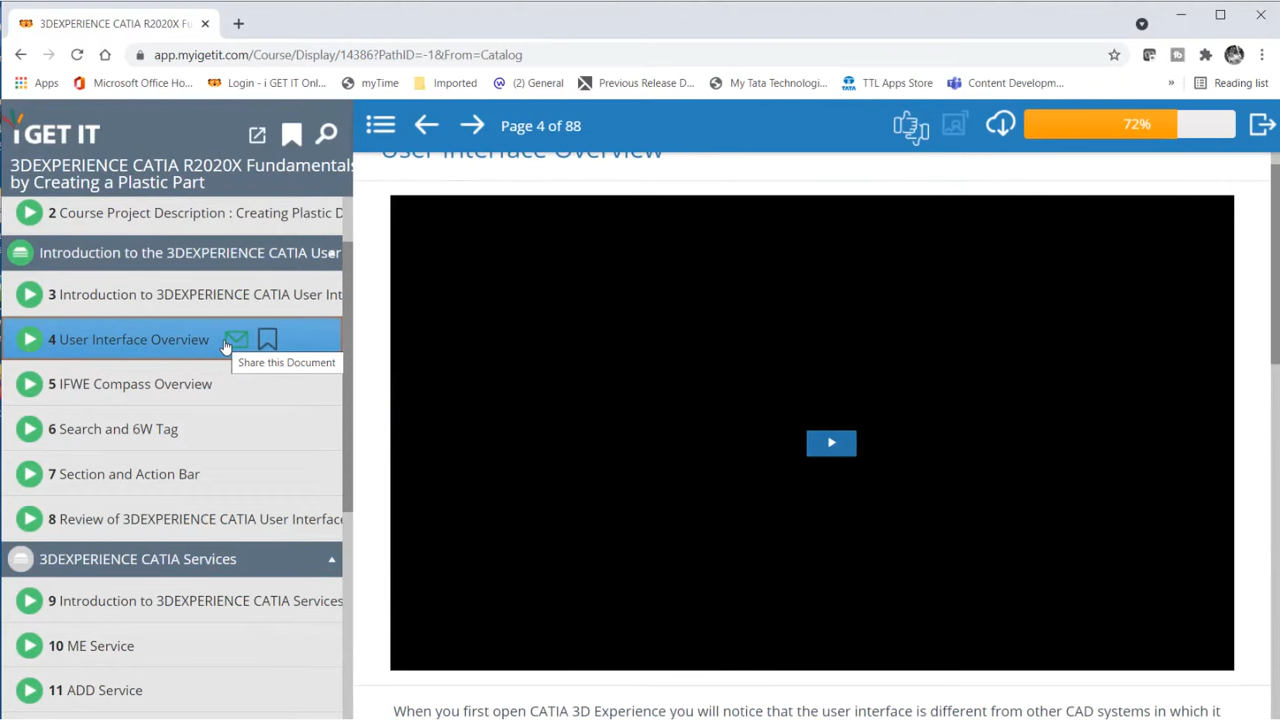 3DEXPERIENCE CATIA R2020X Fu
app.myigetit.com/Course/Display/14386?PathID=-1&From=Catalog
Apps
Microsoft Office Ho...
Login - i GET IT Onl...
myTime
Imported
(2) General
Previous Release D...
My Tata Technologi...
TATA
TTL Apps Store
Content Developm...
»
Reading list
iGET IT
Page 4 of 88
72%
3DEXPERIENCE CATIA R2020X Fundamentals
by Creating a Plastic Part
User Interface Overview
2 Course Project Description : Creating Plastic D
Introduction to the 3DEXPERIENCE CATIA User
3 Introduction to 3DEXPERIENCE CATIA User Int
4 User Interface Overview
Share this Document
5 IFWE Compass Overview
6 Search and 6W Tag
7 Section and Action Bar
8 Review of 3DEXPERIENCE CATIA User Interface
3DEXPERIENCE CATIA Services
9 Introduction to 3DEXPERIENCE CATIA Services
10 ME Service
11 ADD Service
When you first open CATIA 3D Experience you will notice that the user interface is different from other CAD systems in which it